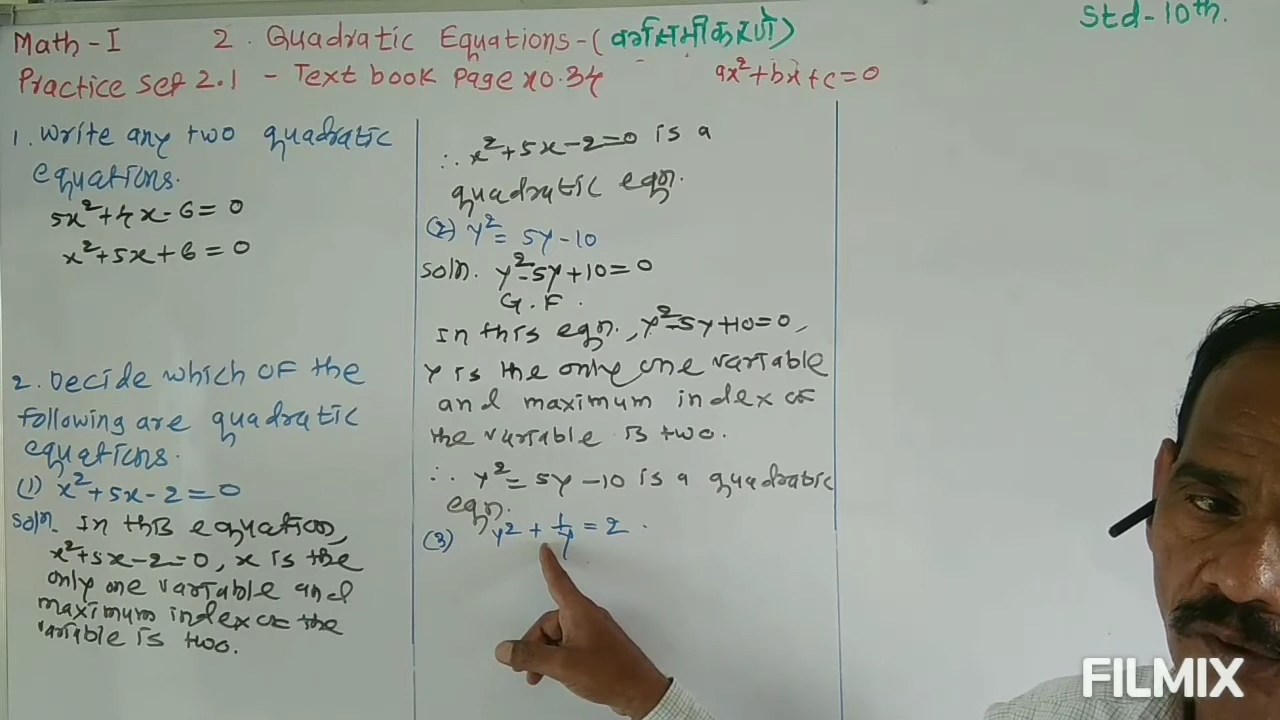 Std-10th.
Math-I 2. Quadratic Equations-(वर्गसमीकरणे)
Practice Set 2.1 - Text book Page no.34
ax²+bx+c=0
1. Write any two quadratic
equations.
5x²+4x-6=0
x²+5x+6=0
2. Decide which of the
following are quadratic
equations.
(1) x²+5x-2=0
Soln. In this equation,
x²+5x-2=0, x is the
only one variable and
maximum index of the
variable is two.
∴ x²+5x-2=0 is a
quadratic eqn.
(2) y²=5y-10
Soln. y²-5y+10=0
G.F.
In this eqn., y²-5y+10=0,
y is the only one variable
and maximum index of
the variable is two.
∴ y²=5y-10 is a quadratic
eqn.
(3) y²+1/y=2.
FILMIX